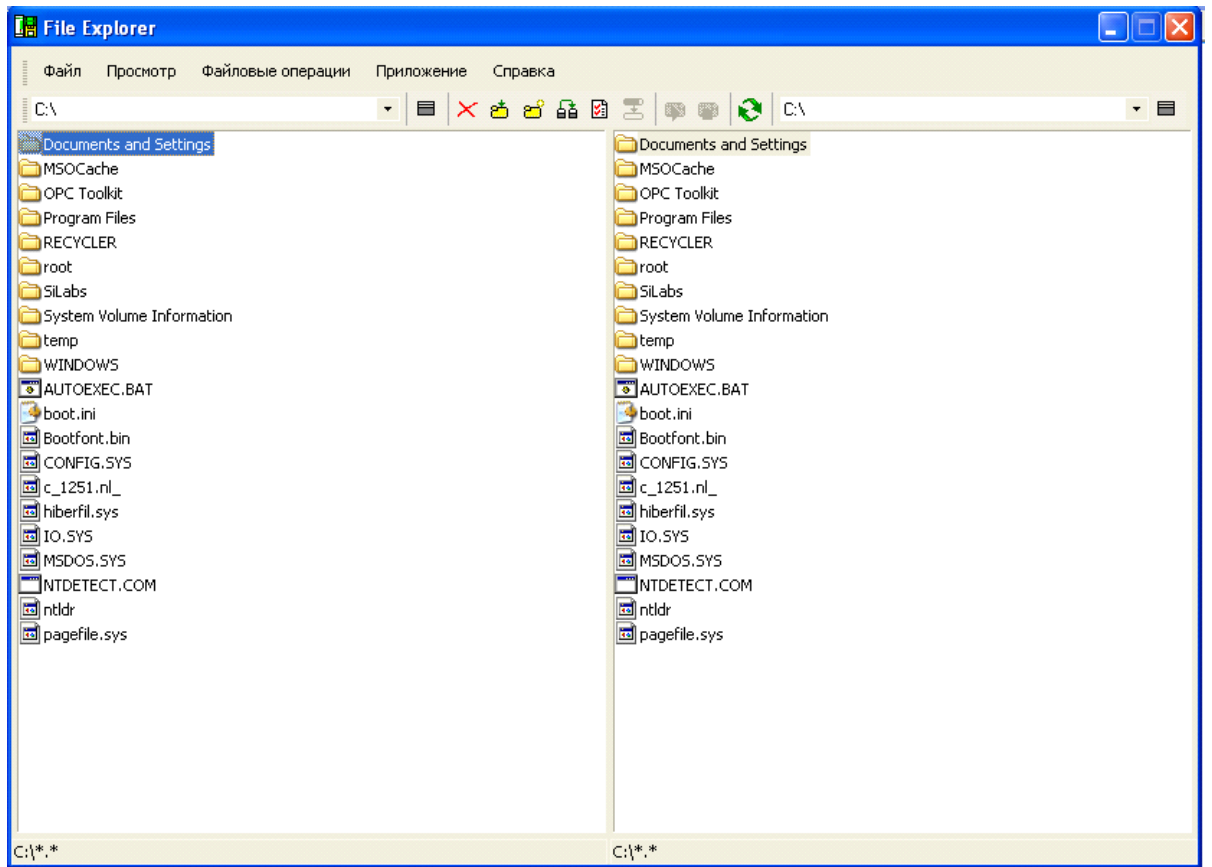 File Explorer
Файл Просмотр Файловые операции Приложение Справка
C:\ C:\
Documents and Settings
MSOCache
OPC Toolkit
Program Files
RECYCLER
root
SiLabs
System Volume Information
temp
WINDOWS
AUTOEXEC.BAT
boot.ini
Bootfont.bin
CONFIG.SYS
c_1251.nl_
hiberfil.sys
IO.SYS
MSDOS.SYS
NTDETECT.COM
ntldr
pagefile.sys
C:\*.*
Documents and Settings
MSOCache
OPC Toolkit
Program Files
RECYCLER
root
SiLabs
System Volume Information
temp
WINDOWS
AUTOEXEC.BAT
boot.ini
Bootfont.bin
CONFIG.SYS
c_1251.nl_
hiberfil.sys
IO.SYS
MSDOS.SYS
NTDETECT.COM
ntldr
pagefile.sys
C:\*.*